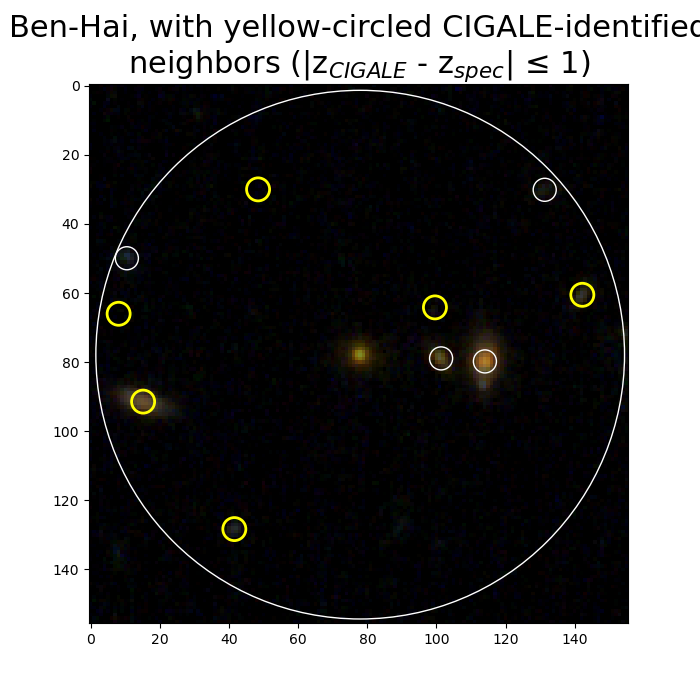 Ben-Hai, with yellow-circled CIGALE-identified
neighbors (|z_CIGALE - z_spec| ≤ 1)
0
20
40
60
80
100
120
140
0 20 40 60 80 100 120 140